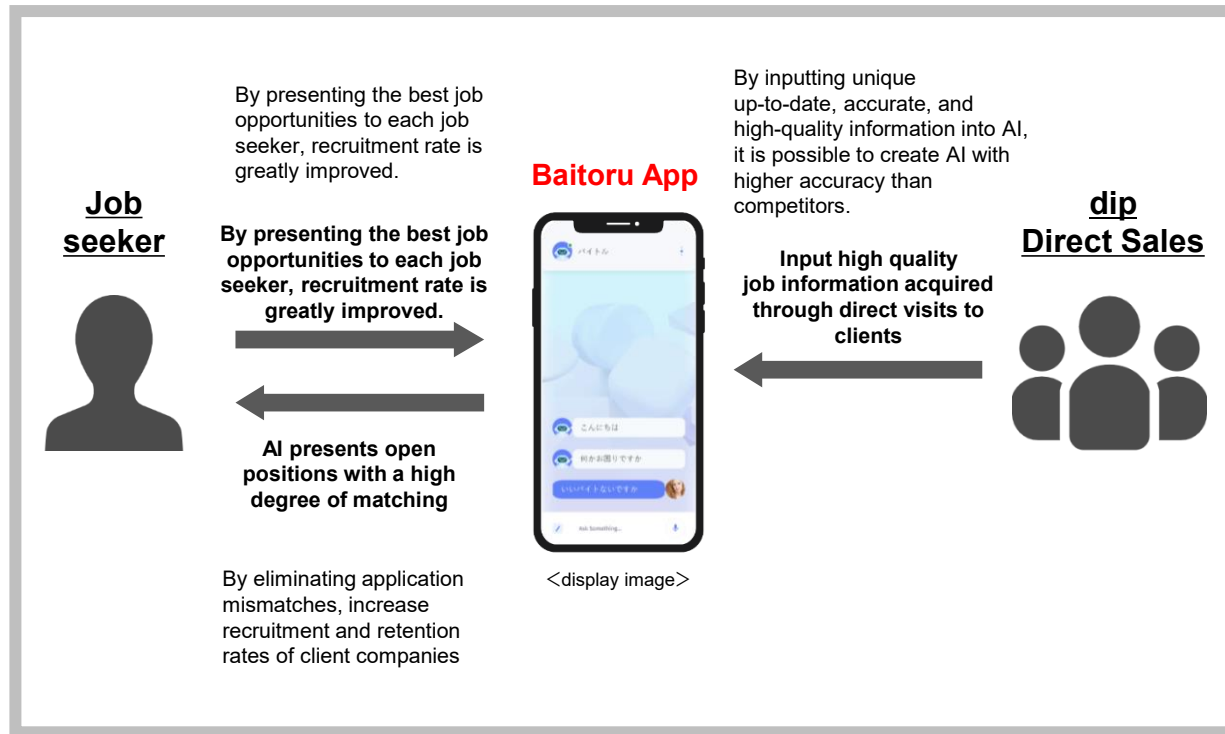 By presenting the best job
opportunities to each job
seeker, recruitment rate is
greatly improved.
Job
seeker
By presenting the best job
opportunities to each job
seeker, recruitment rate is
greatly improved.
AI presents open
positions with a high
degree of matching
By eliminating application
mismatches, increase
recruitment and retention
rates of client companies
Baitoru App
バイトル
こんにちは
何かお困りですか
いいバイトないですか
Ask Something...
＜display image＞
By inputting unique
up-to-date, accurate, and
high-quality information into AI,
it is possible to create AI with
higher accuracy than
competitors.
Input high quality
job information acquired
through direct visits to
clients
dip
Direct Sales